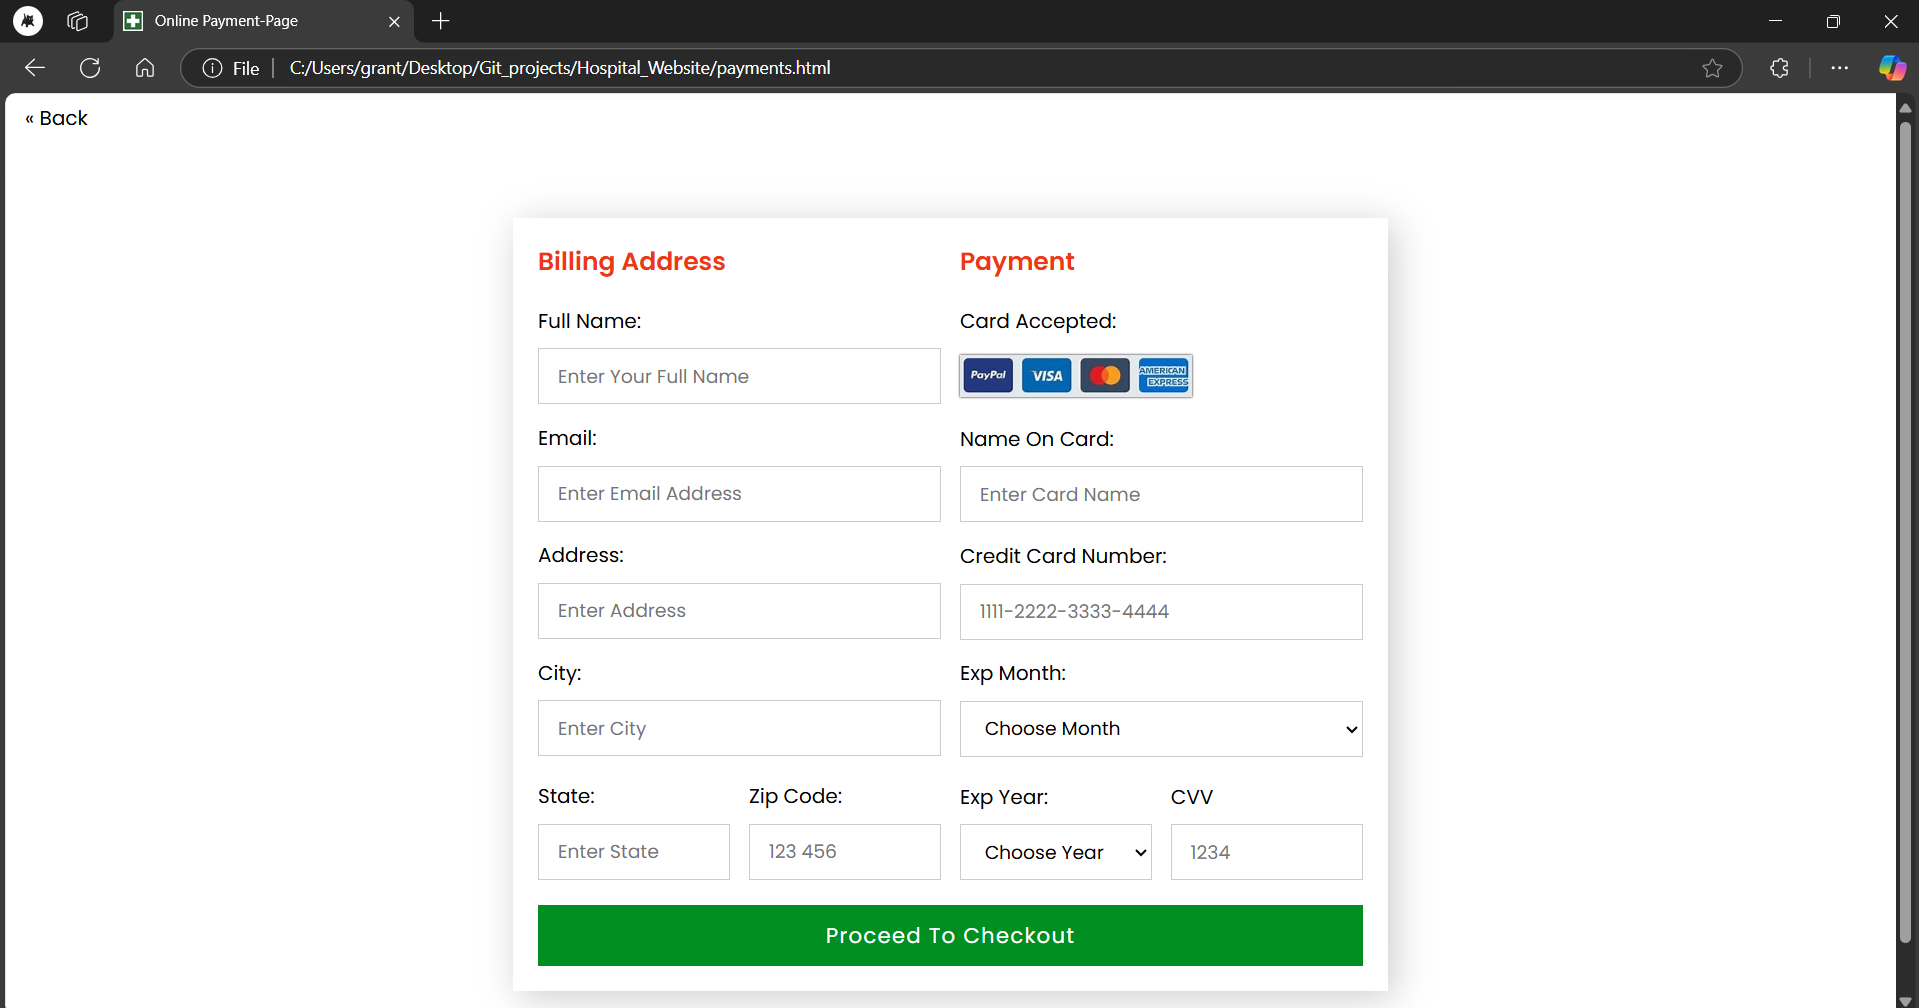 Online Payment-Page
File
C:/Users/grant/Desktop/Git_projects/Hospital_Website/payments.html
« Back
Billing Address
Full Name:
Enter Your Full Name
Email:
Enter Email Address
Address:
Enter Address
City:
Enter City
State:
Zip Code:
Enter State
123 456
Payment
Card Accepted:
PayPal
VISA
AMERICAN
EXPRESS
Name On Card:
Enter Card Name
Credit Card Number:
1111-2222-3333-4444
Exp Month:
Choose Month
Exp Year:
CVV
Choose Year
1234
Proceed To Checkout